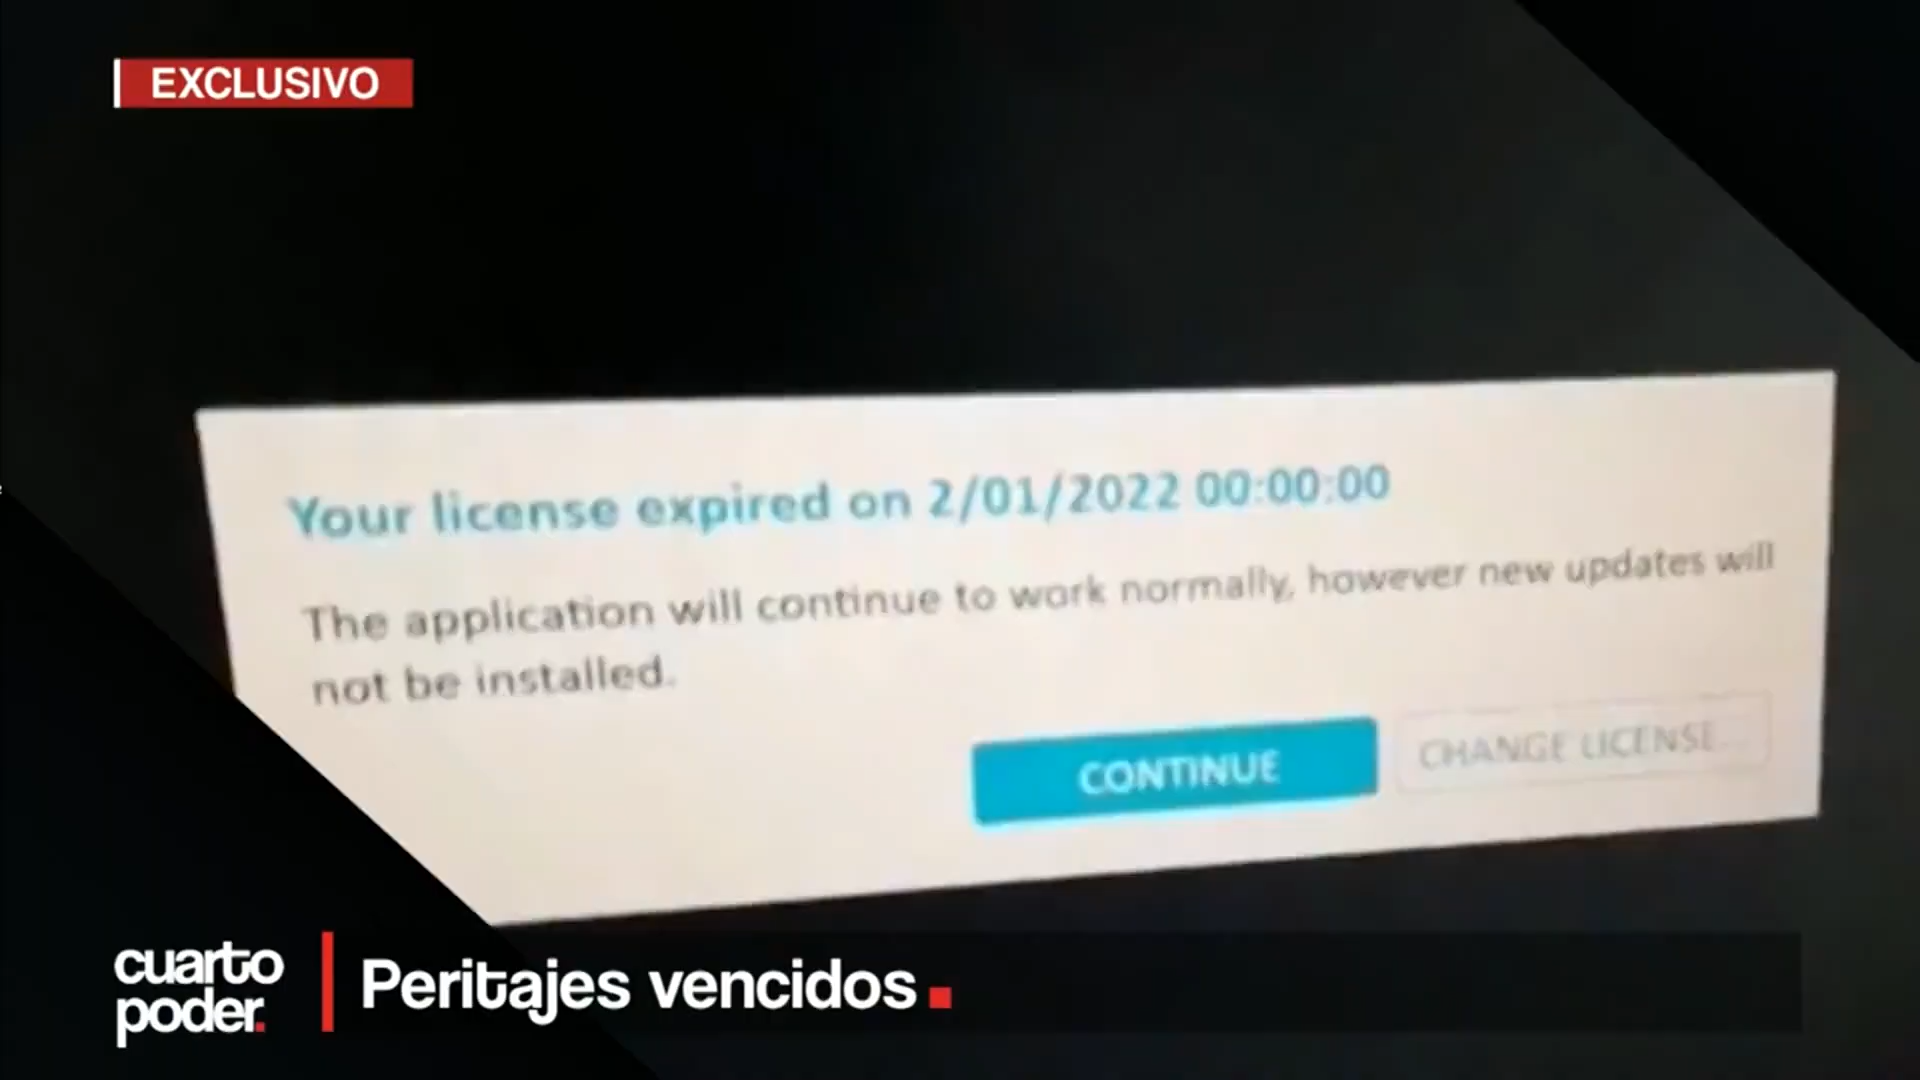 EXCLUSIVO
Your license expired on 2/01/2022 00:00:00
The application will continue to work normally, however new updates will
not be installed.
CONTINUE
CHANGE LICENSE...
cuarto
poder.
Peritajes vencidos.